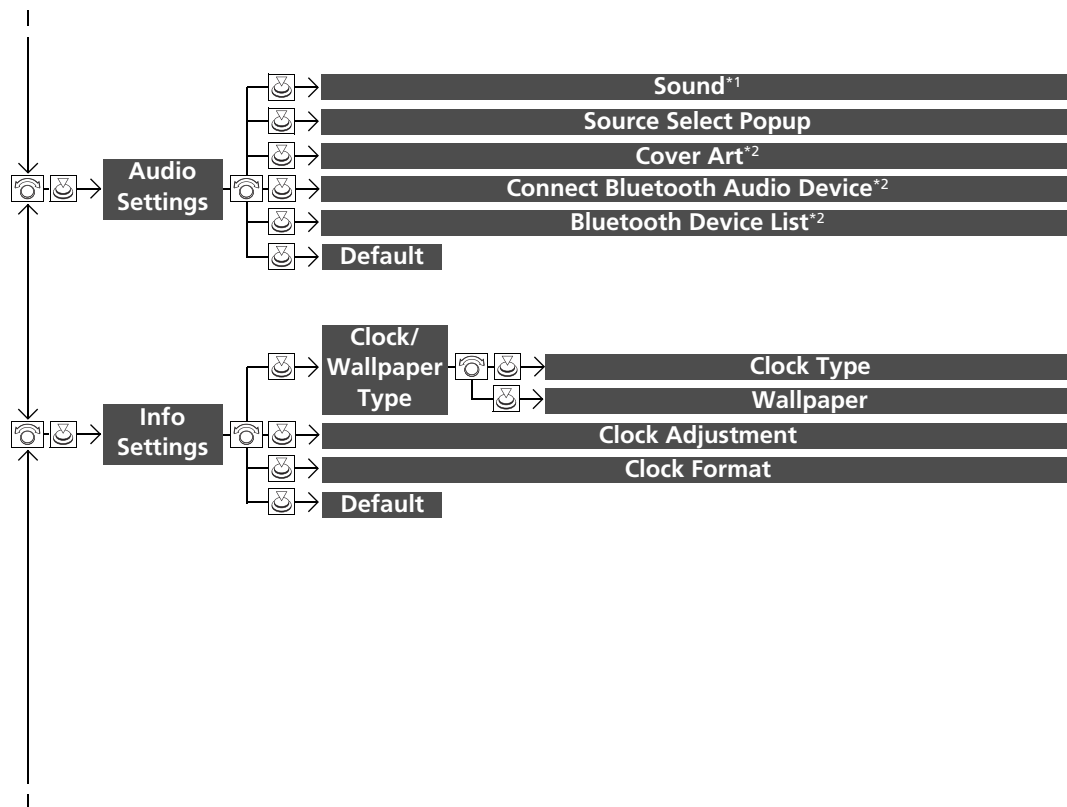 Audio
Settings
Sound*1
Source Select Popup
Cover Art*2
Connect Bluetooth Audio Device*2
Bluetooth Device List*2
Default
Info
Settings
Clock/
Wallpaper
Type
Clock Type
Wallpaper
Clock Adjustment
Clock Format
Default